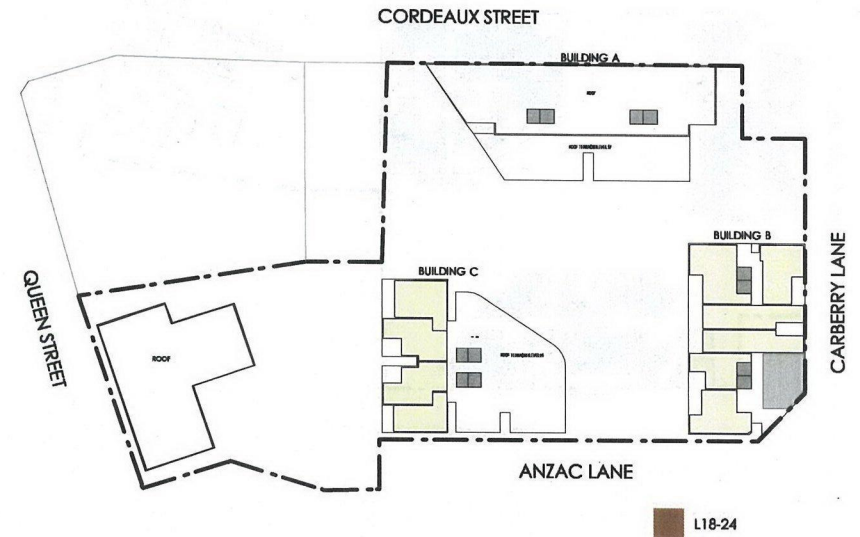 CORDEAUX STREET
BUILDING A
ROOF
BUILDING B
BUILDING C
QUEEN STREET
CARBERRY LANE
ROOF
ANZAC LANE
L18-24